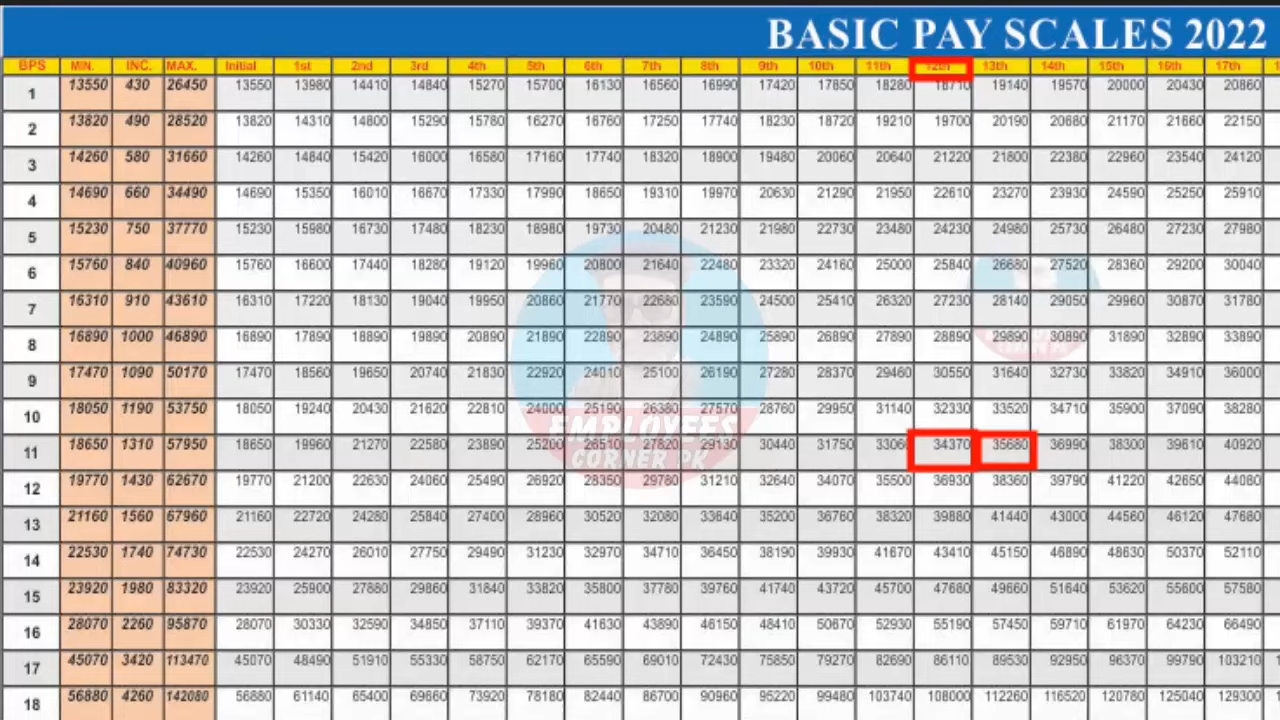 BASIC PAY SCALES 2022
BPS MIN. INC. MAX. Initial 1st 2nd 3rd 4th 5th 6th 7th 8th 9th 10th 11th 12th 13th 14th 15th 16th 17th
1 13550 430 26450 13550 13980 14410 14840 15270 15700 16130 16560 16990 17420 17850 18280 18710 19140 19570 20000 20430 20860
2 13820 490 28520 13820 14310 14800 15290 15780 16270 16760 17250 17740 18230 18720 19210 19700 20190 20680 21170 21660 22150
3 14260 580 31660 14260 14840 15420 16000 16580 17160 17740 18320 18900 19480 20060 20640 21220 21800 22380 22960 23540 24120
4 14690 660 34490 14690 15350 16010 16670 17330 17990 18650 19310 19970 20630 21290 21950 22610 23270 23930 24590 25250 25910
5 15230 750 37770 15230 15980 16730 17480 18230 18980 19730 20480 21230 21980 22730 23480 24230 24980 25730 26480 27230 27980
6 15760 840 40960 15760 16600 17440 18280 19120 19960 20800 21640 22480 23320 24160 25000 25840 26680 27520 28360 29200 30040
7 16310 910 43610 16310 17220 18130 19040 19950 20860 21770 22680 23590 24500 25410 26320 27230 28140 29050 29960 30870 31780
8 16890 1000 46890 16890 17890 18890 19890 20890 21890 22890 23890 24890 25890 26890 27890 28890 29890 30890 31890 32890 33890
9 17470 1090 50170 17470 18560 19650 20740 21830 22920 24010 25100 26190 27280 28370 29460 30550 31640 32730 33820 34910 36000
10 18050 1190 53750 18050 19240 20430 21620 22810 24000 25190 26380 27570 28760 29950 31140 32330 33520 34710 35900 37090 38280
11 18650 1310 57950 18650 19960 21270 22580 23890 25200 26510 27820 29130 30440 31750 33060 34370 35680 36990 38300 39610 40920
12 19770 1430 62670 19770 21200 22630 24060 25490 26920 28350 29780 31210 32640 34070 35500 36930 38360 39790 41220 42650 44080
13 21160 1560 67960 21160 22720 24280 25840 27400 28960 30520 32080 33640 35200 36760 38320 39880 41440 43000 44560 46120 47680
14 22530 1740 74730 22530 24270 26010 27750 29490 31230 32970 34710 36450 38190 39930 41670 43410 45150 46890 48630 50370 52110
15 23920 1980 83320 23920 25900 27880 29860 31840 33820 35800 37780 39760 41740 43720 45700 47680 49660 51640 53620 55600 57580
16 28070 2260 95870 28070 30330 32590 34850 37110 39370 41630 43890 46150 48410 50670 52930 55190 57450 59710 61970 64230 66490
17 45070 3420 113470 45070 48490 51910 55330 58750 62170 65590 69010 72430 75850 79270 82690 86110 89530 92950 96370 99790 103210
18 56880 4260 142080 56880 61140 65400 69660 73920 78180 82440 86700 90960 95220 99480 103740 108000 112260 116520 120780 125040 129300
EMPLOYEES
CORNER PK